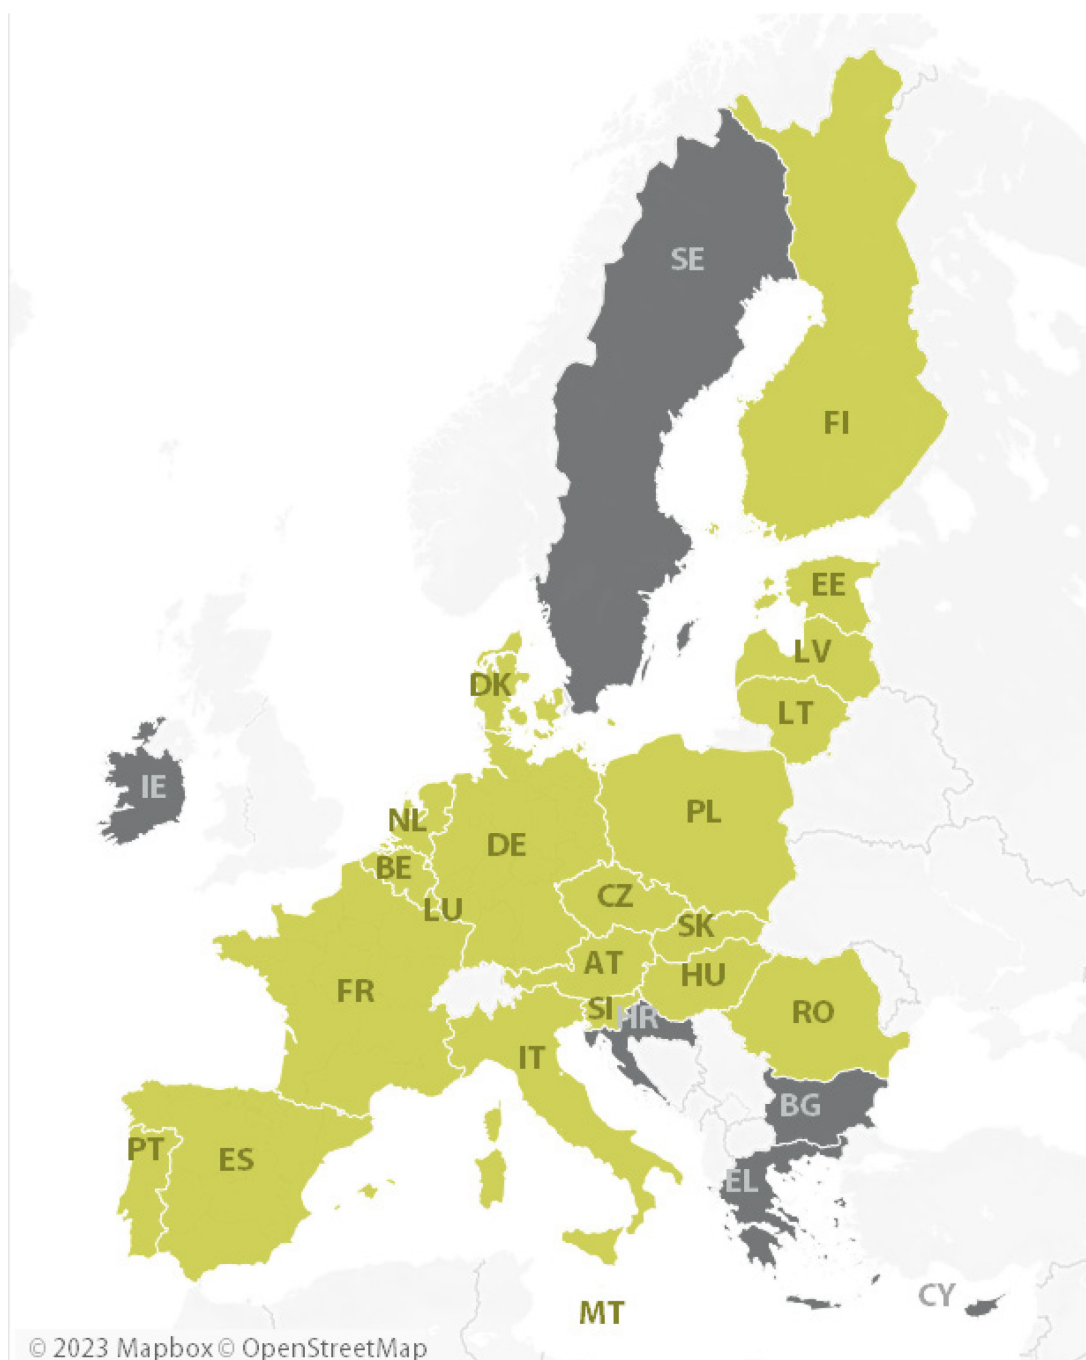 SE
FI
EE
LV
DK
LT
IE
PL
NL
DE
BE
CZ
LU
SK
AT
HU
FR
SI
HR
RO
IT
BG
PT
ES
EL
CY
MT
© 2023 Mapbox © OpenStreetMap